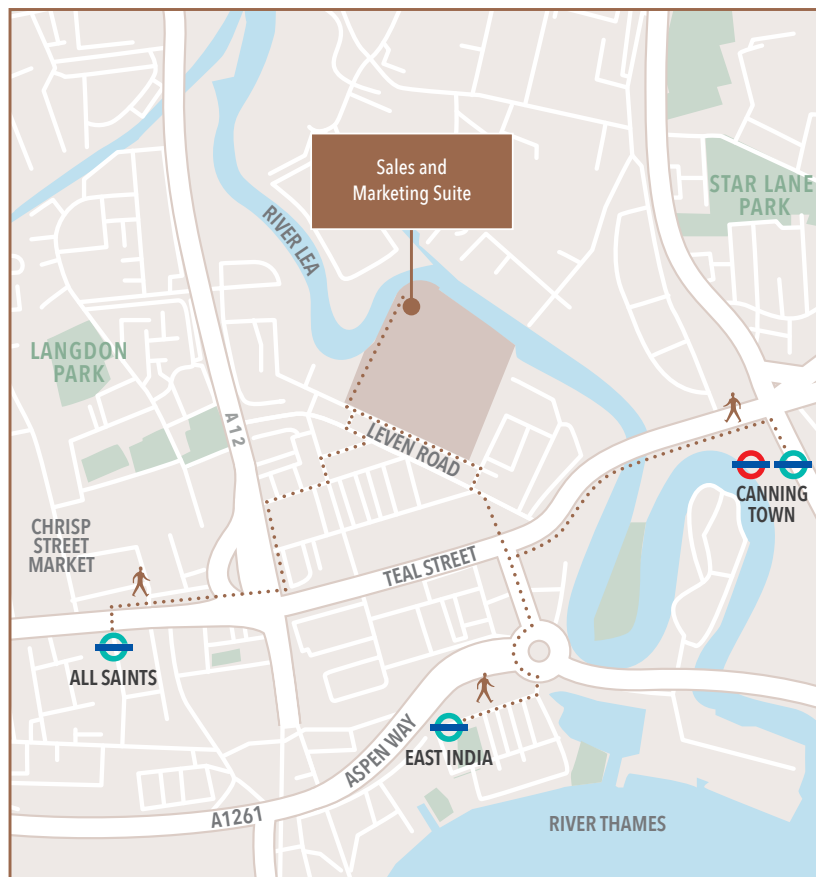 Sales and
Marketing Suite
STAR LANE
PARK
RIVER LEA
LANGDON
PARK
A12
LEVEN ROAD
CANNING
TOWN
CHRISP
STREET
MARKET
TEAL STREET
ALL SAINTS
ASPEN WAY
EAST INDIA
A1261
RIVER THAMES